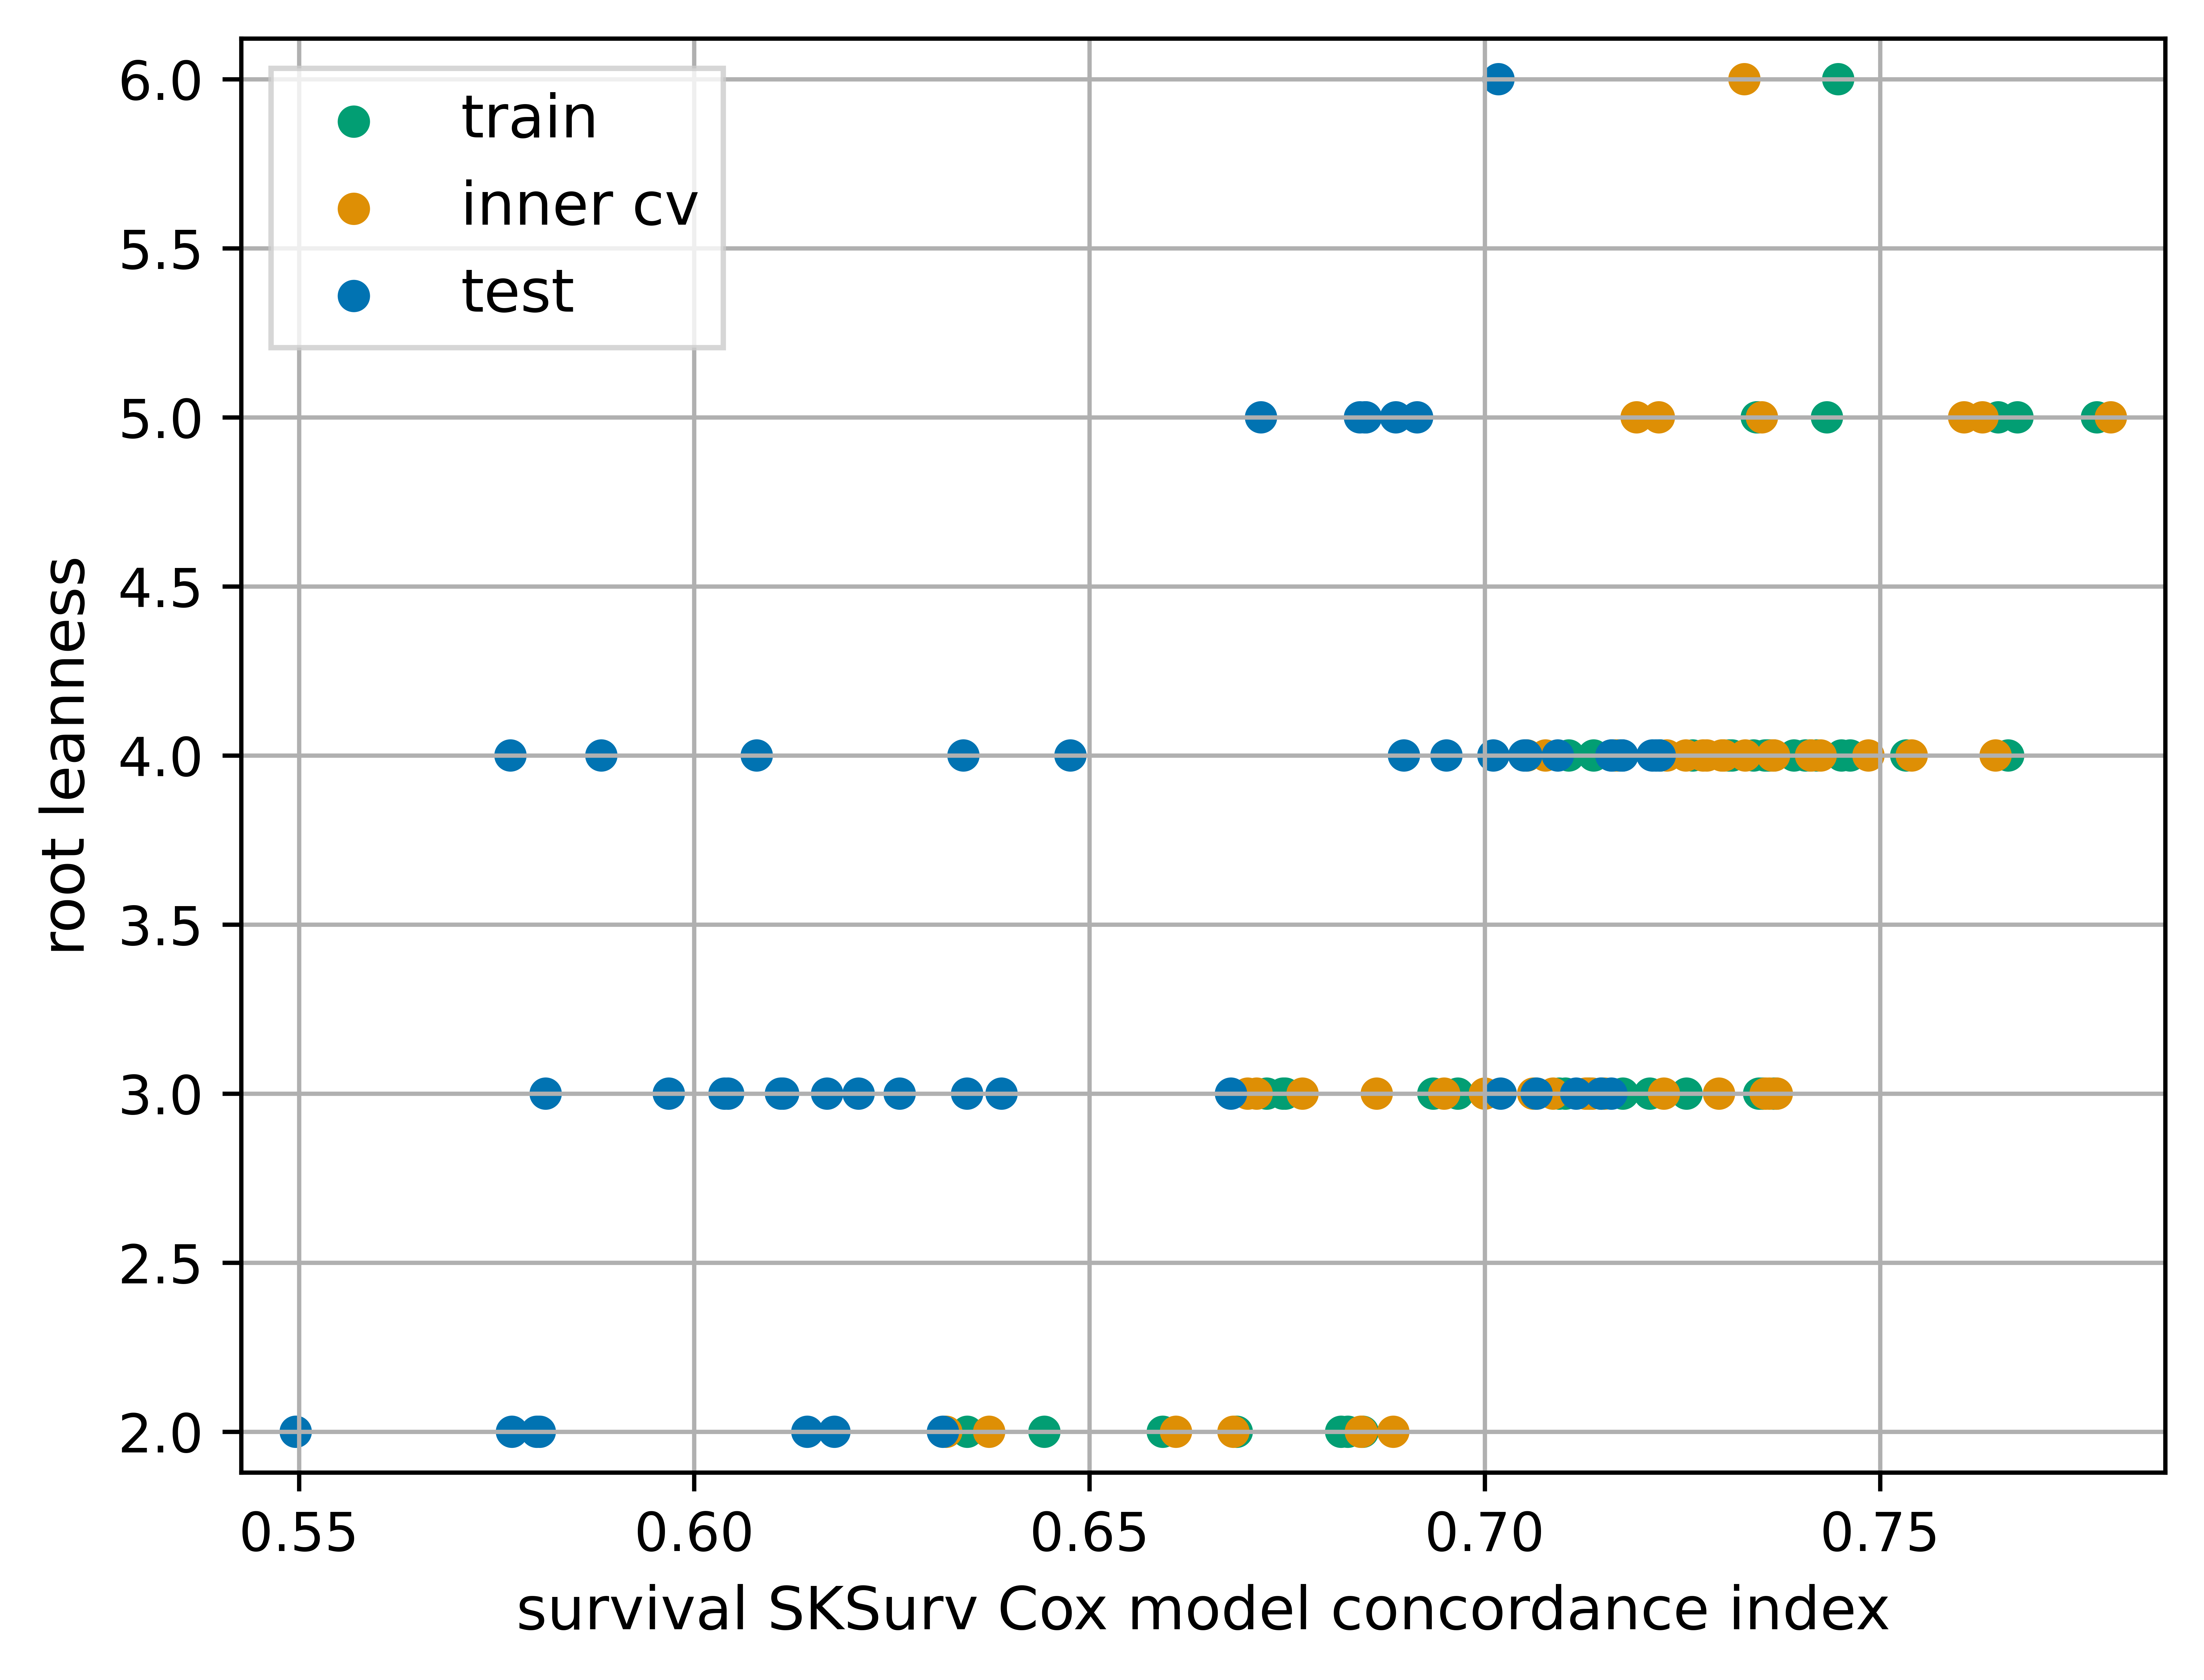 train
inner cv
test
6.0
5.5
5.0
4.5
4.0
3.5
3.0
2.5
2.0
root leanness
0.55 0.60 0.65 0.70 0.75
survival SKSurv Cox model concordance index